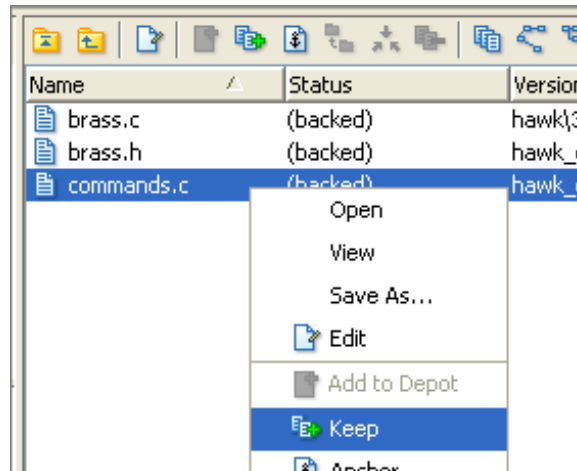 Name Status Version
brass.c (backed) hawk\3
brass.h (backed) hawk_
commands.c (backed) hawk_
Open
View
Save As...
Edit
Add to Depot
Keep
Anchor